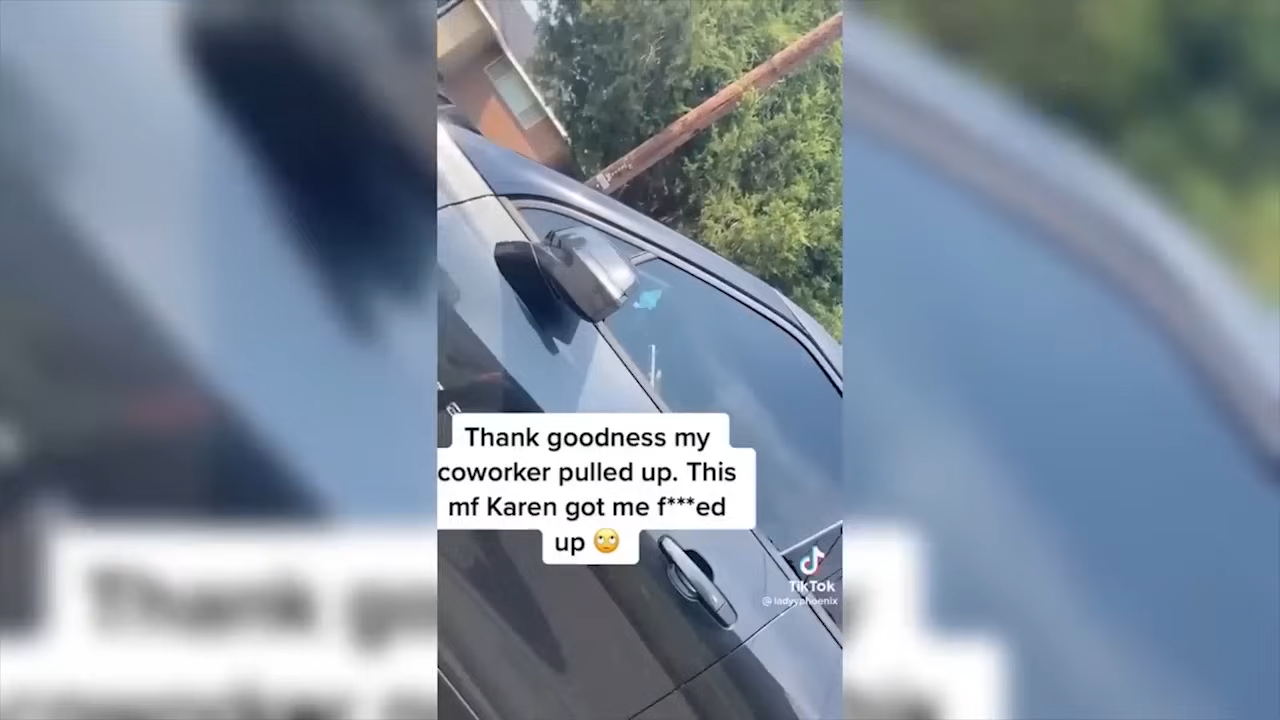 Thank goodness my
coworker pulled up. This
mf Karen got me f***ed
up 🙄
TikTok
@ladyyphoenix